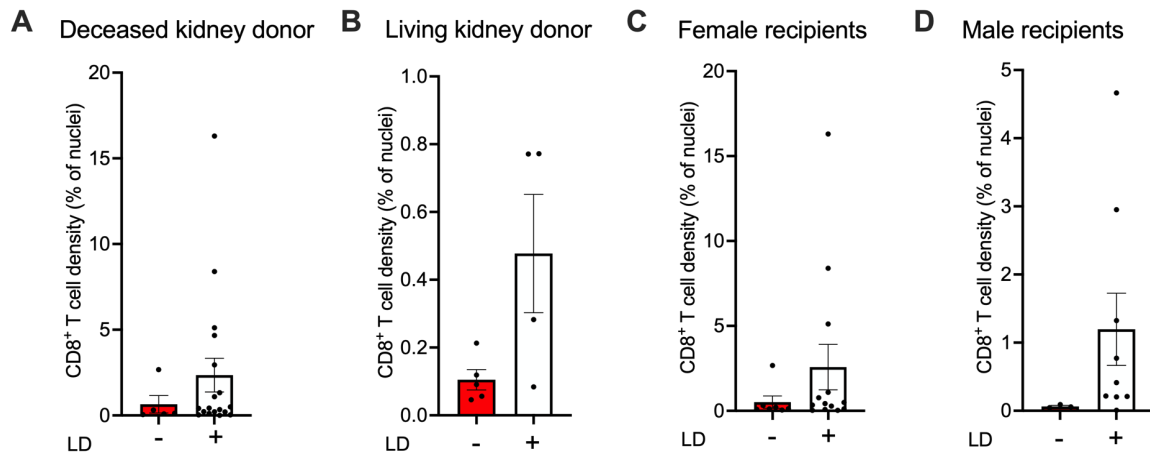 A Deceased kidney donor
CD8⁺ T cell density (% of nuclei)
20
15
10
5
0
LD - +
B Living kidney donor
CD8⁺ T cell density (% of nuclei)
1.0
0.8
0.6
0.4
0.2
0.0
LD - +
C Female recipients
CD8⁺ T cell density (% of nuclei)
20
15
10
5
0
LD - +
D Male recipients
CD8⁺ T cell density (% of nuclei)
5
4
3
2
1
0
LD - +